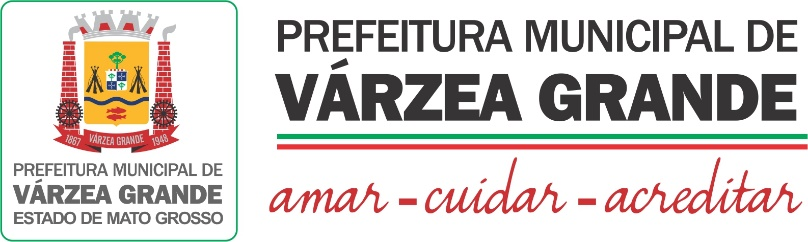 1867 VÁRZEA GRANDE 1948
PREFEITURA MUNICIPAL DE
VÁRZEA GRANDE
ESTADO DE MATO GROSSO
PREFEITURA MUNICIPAL DE
VÁRZEA GRANDE
amar - cuidar - acreditar